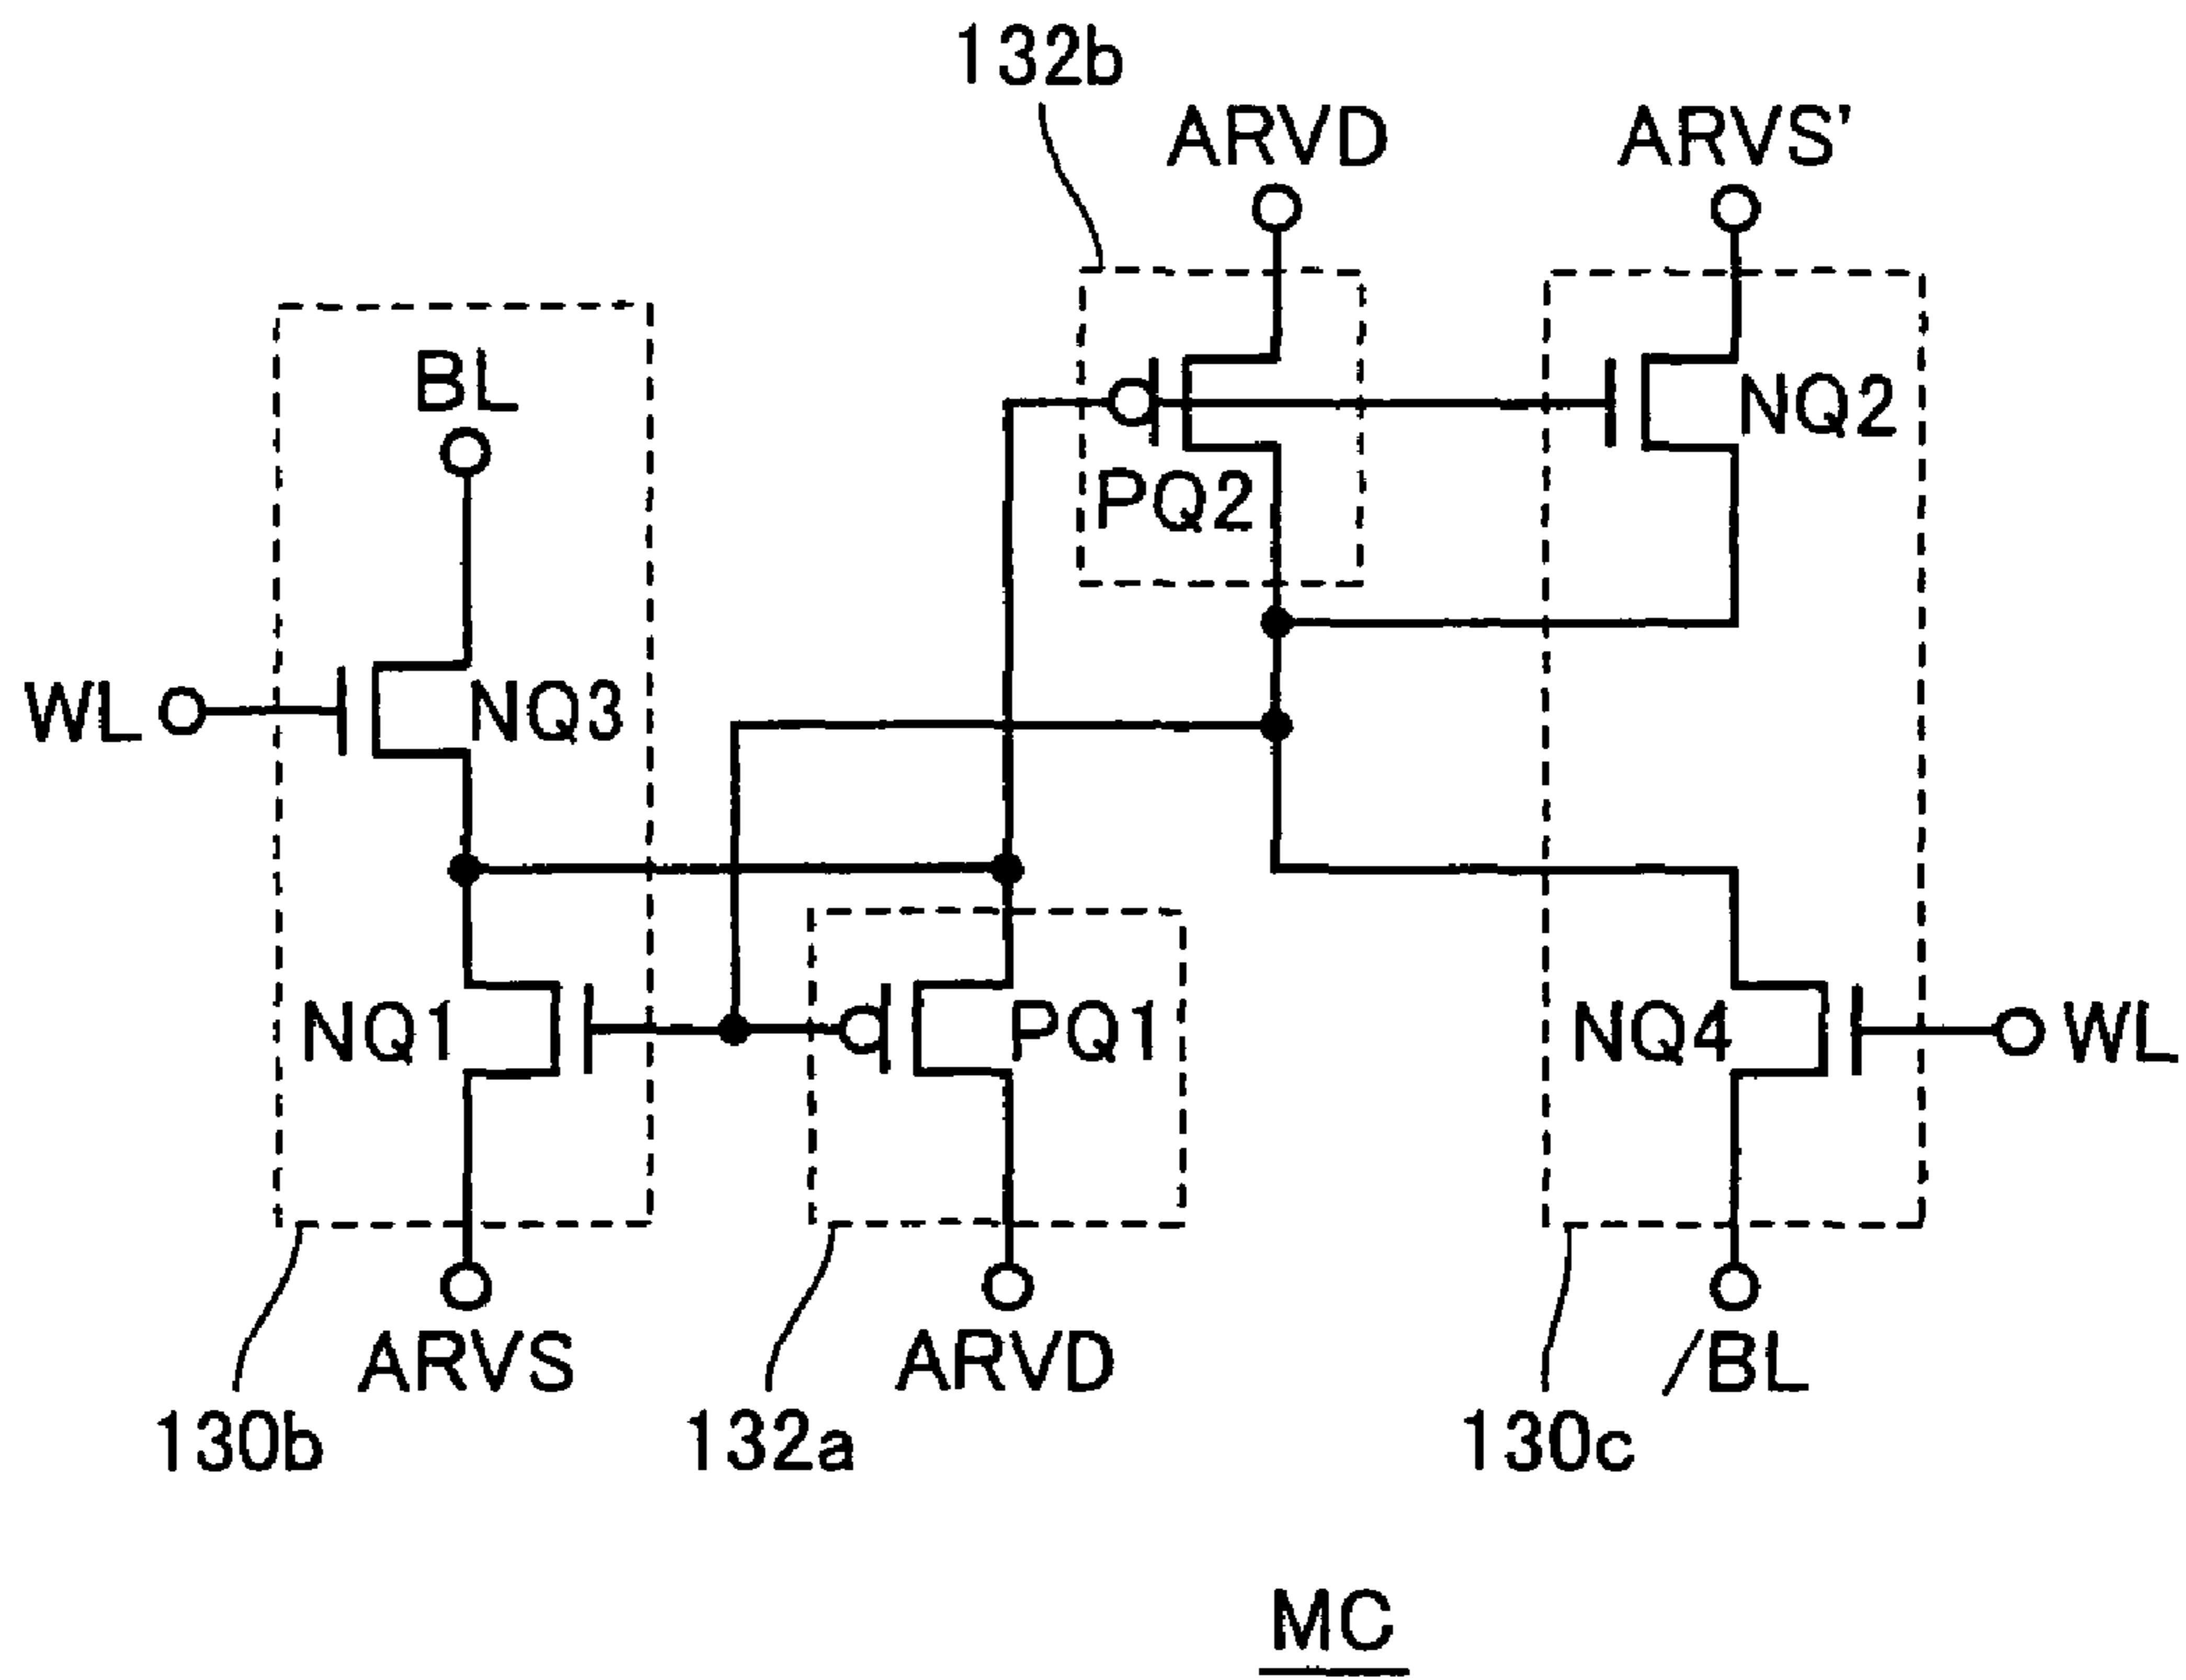 132b
ARVD
ARVS'
BL
NQ2
PQ2
WL
NQ3
NQ1
PQ1
NQ4
WL
ARVS
ARVD
/BL
130b
132a
130c
MC